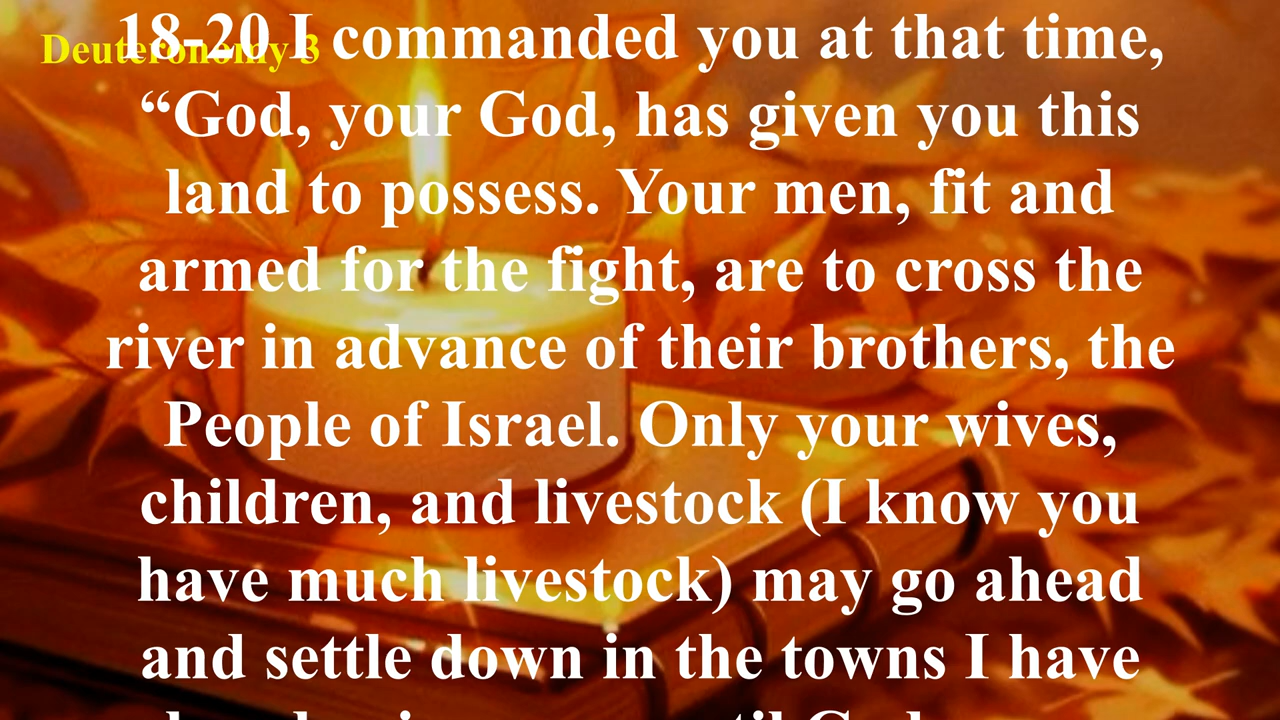 Deuteronomy 3
18-20 I commanded you at that time,
“God, your God, has given you this
land to possess. Your men, fit and
armed for the fight, are to cross the
river in advance of their brothers, the
People of Israel. Only your wives,
children, and livestock (I know you
have much livestock) may go ahead
and settle down in the towns I have